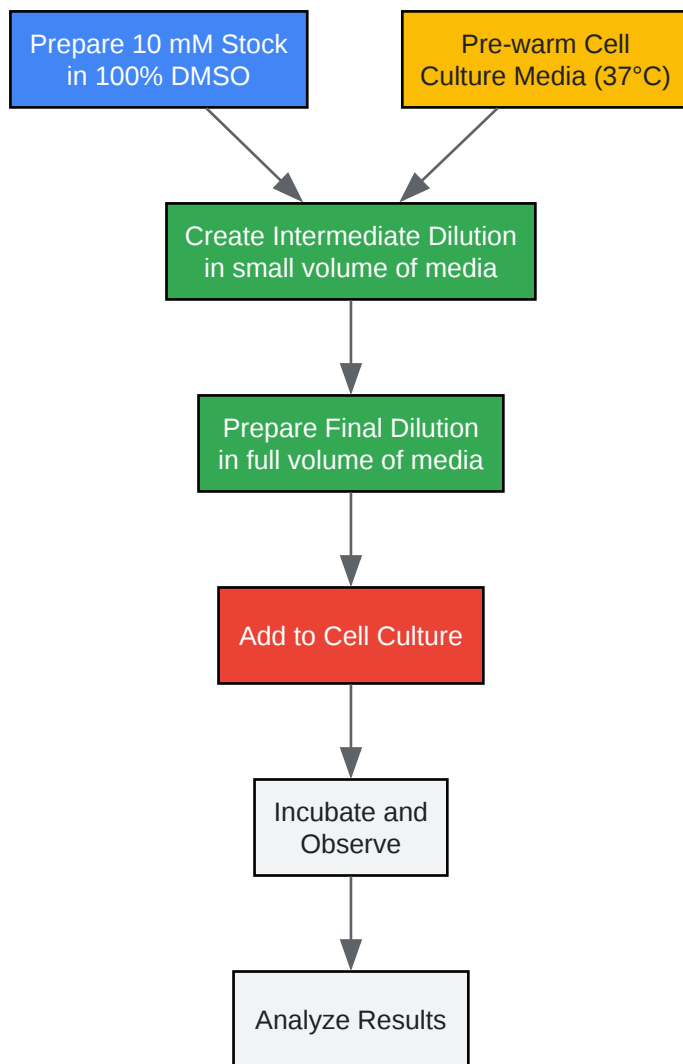 Prepare 10 mM Stock
in 100% DMSO
Pre-warm Cell
Culture Media (37°C)
Create Intermediate Dilution
in small volume of media
Prepare Final Dilution
in full volume of media
Add to Cell Culture
Incubate and
Observe
Analyze Results